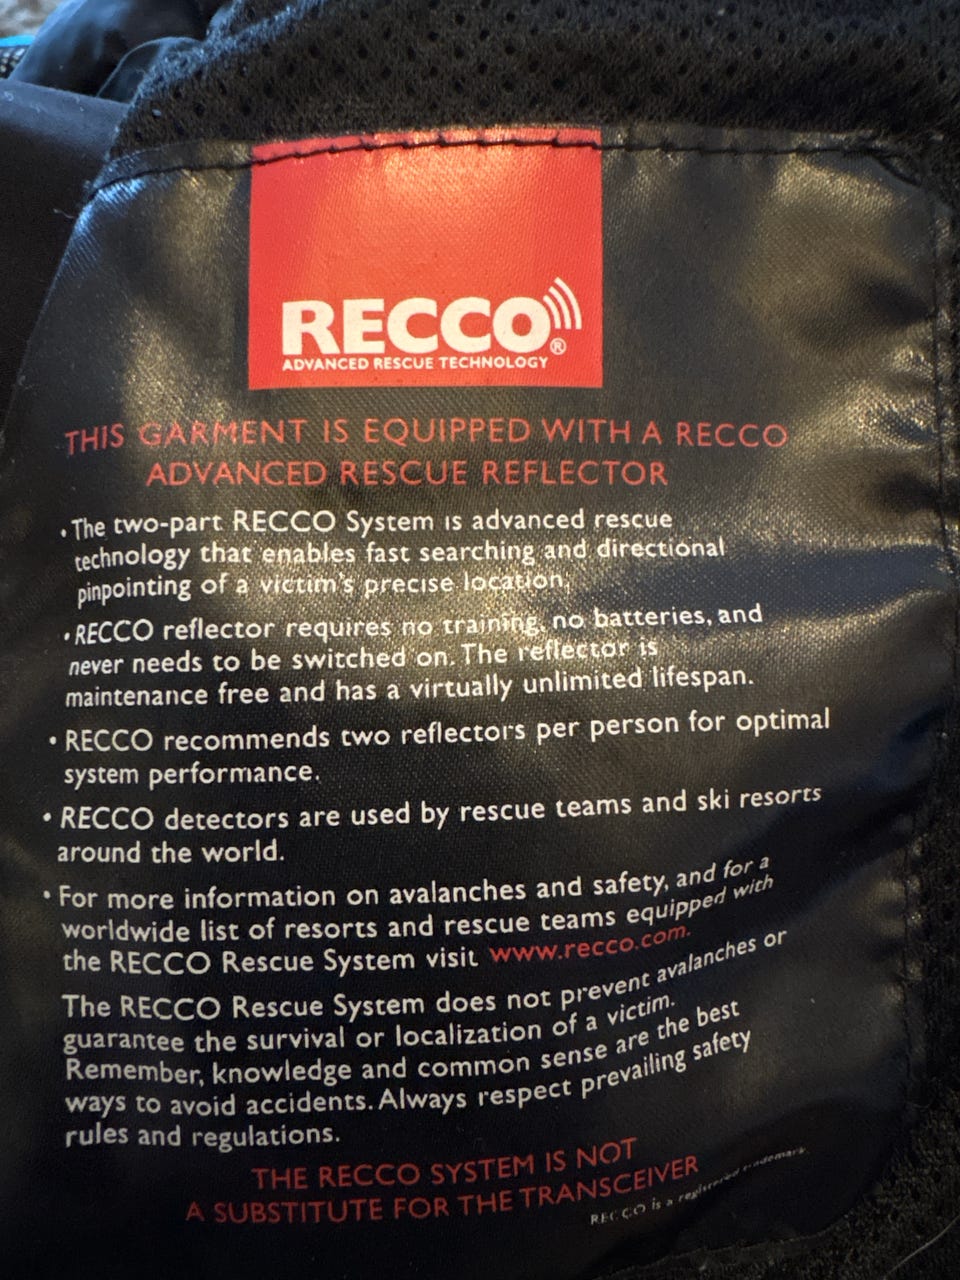 RECCO®
ADVANCED RESCUE TECHNOLOGY
THIS GARMENT IS EQUIPPED WITH A RECCO
ADVANCED RESCUE REFLECTOR
• The two-part RECCO System is advanced rescue
technology that enables fast searching and directional
pinpointing of a victim's precise location.
• RECCO reflector requires no training, no batteries, and
never needs to be switched on. The reflector is
maintenance free and has a virtually unlimited lifespan.
• RECCO recommends two reflectors per person for optimal
system performance.
• RECCO detectors are used by rescue teams and ski resorts
around the world.
• For more information on avalanches and safety, and for a
worldwide list of resorts and rescue teams equipped with
the RECCO Rescue System visit www.recco.com.
The RECCO Rescue System does not prevent avalanches or
guarantee the survival or localization of a victim.
Remember, knowledge and common sense are the best
ways to avoid accidents. Always respect prevailing safety
rules and regulations.
THE RECCO SYSTEM IS NOT
A SUBSTITUTE FOR THE TRANSCEIVER
RECCO is a registered trademark.